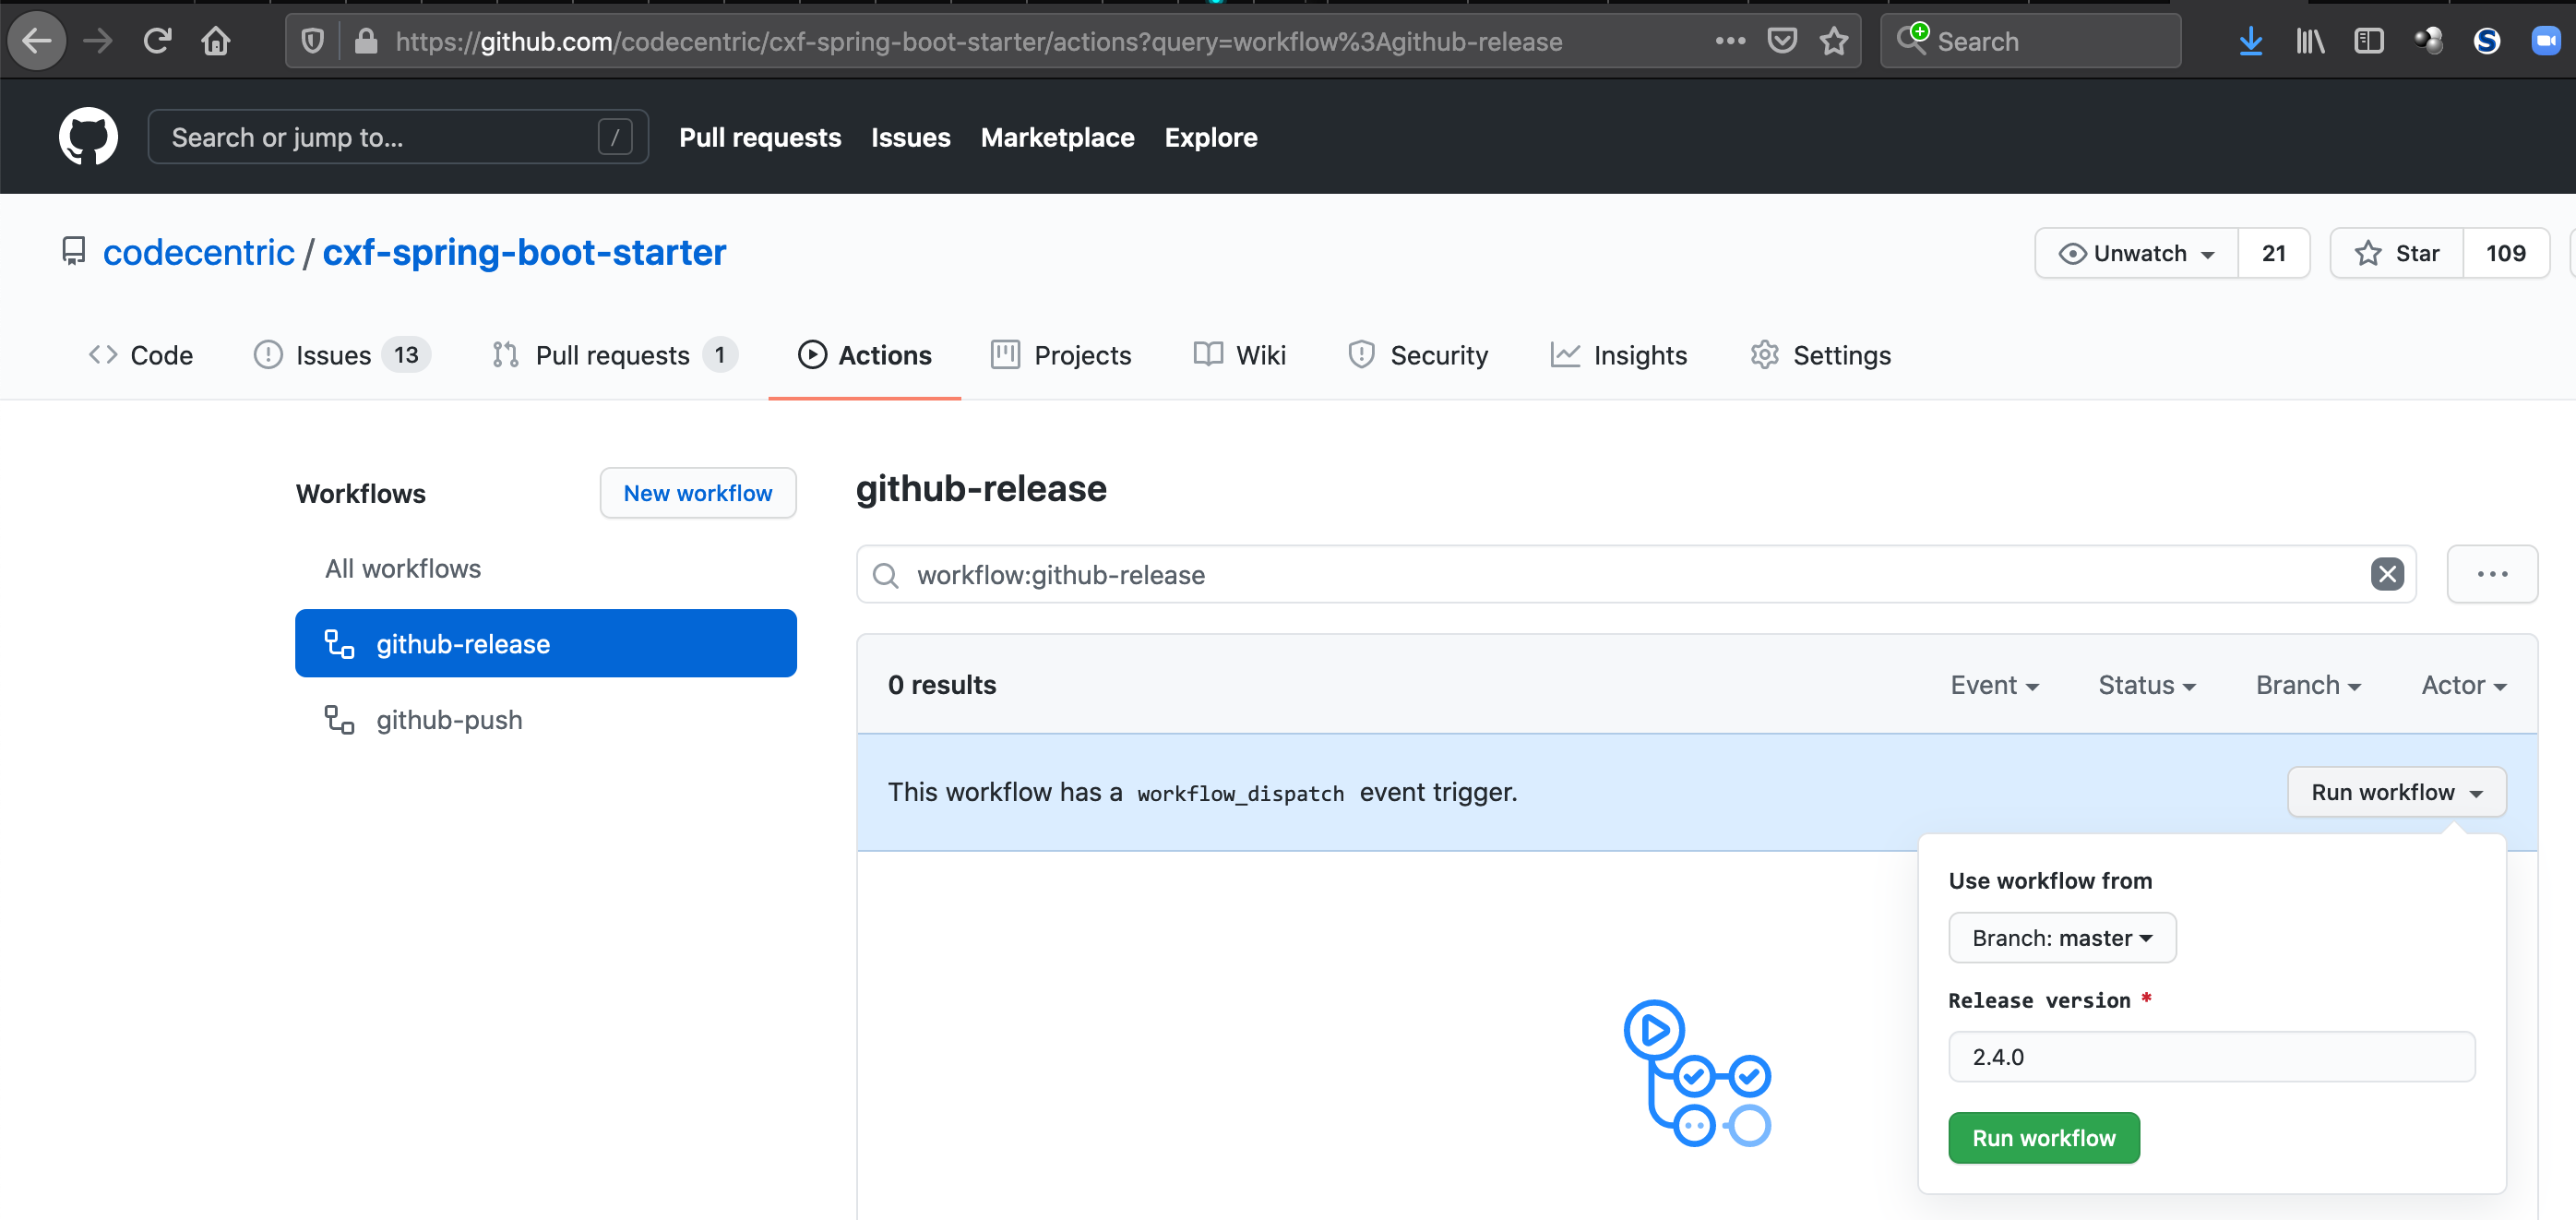 https://github.com/codecentric/cxf-spring-boot-starter/actions?query=workflow%3Agithub-release
Search
Search or jump to...
/
Pull requests
Issues
Marketplace
Explore
codecentric / cxf-spring-boot-starter
Unwatch 21
Star 109
Code
Issues 13
Pull requests 1
Actions
Projects
Wiki
Security
Insights
Settings
Workflows
New workflow
All workflows
github-release
github-push
github-release
workflow:github-release
0 results
Event
Status
Branch
Actor
This workflow has a workflow_dispatch event trigger.
Run workflow
Use workflow from
Branch: master
Release version *
2.4.0
Run workflow